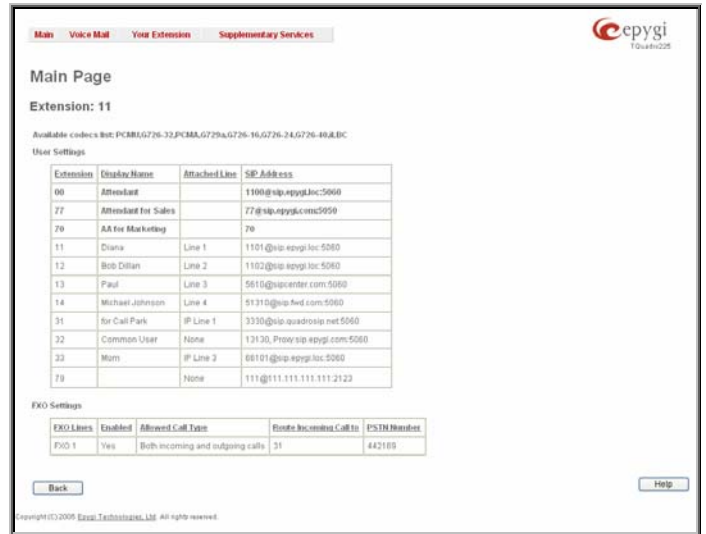 Main Voice Mail Your Extension Supplementary Services
epygi
Main Page
Extension: 11
Available codecs list: PCMU,G726-32,PCMA,G729a,G726-16,G726-24,G726-40,iLBC
User Settings
Extension Display Name Attached Line SIP Address
00 Attendant 1100@sip.epygi.loc:5060
77 Attendant for Sales 77@sip.epygi.com:5050
70 AA for Marketing 70
11 Diana Line 1 1101@sip.epygi.loc:5060
12 Bob Dillan Line 2 1102@sip.epygi.loc:5060
13 Paul Line 3 5610@sipcenter.com:5060
14 Michael Johnson Line 4 51310@sip.fwd.com:5060
31 for Call Park IP Line 1 3330@sip.quadrosip.net:5060
32 Common User None 13130, Proxy:sip.epygi.com:5060
33 Mom IP Line 3 66101@sip.epygi.loc:5060
79 None 111@111.111.111.111:2123
FXO Settings
FXO Lines Enabled Allowed Call Type Route Incoming Call to PSTN Number
FXO 1 Yes Both incoming and outgoing calls 31 442169
Back
Help
Copyright (C) 2005 Epygi Technologies, Ltd. All rights reserved.